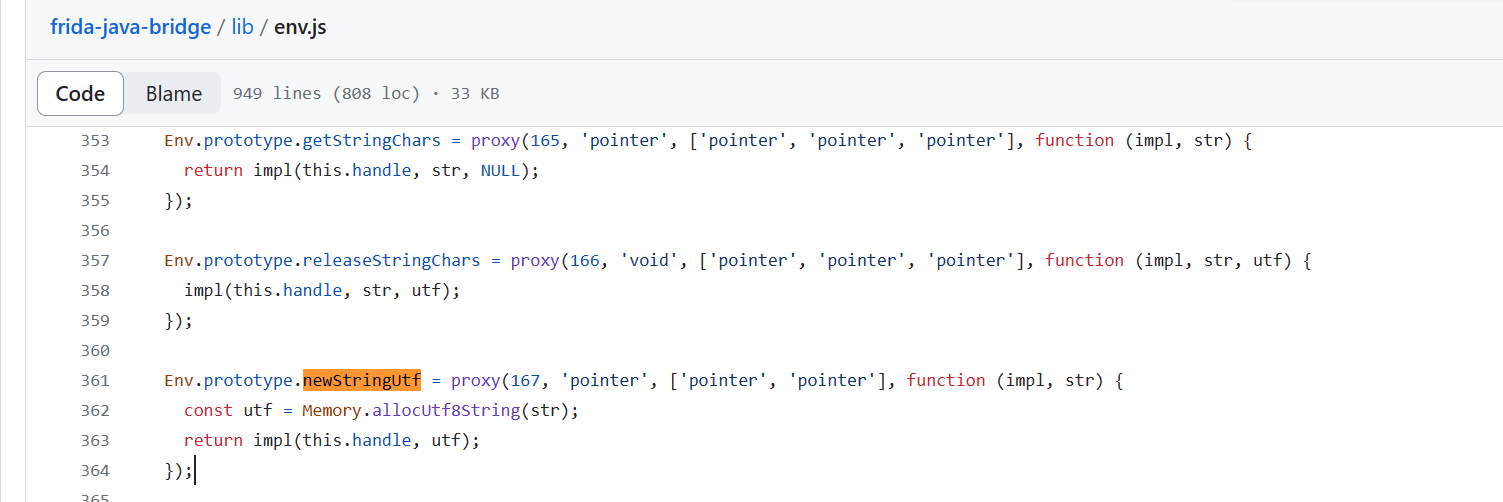 frida-java-bridge / lib / env.js
Code Blame 949 lines (808 loc) · 33 KB
353 Env.prototype.getStringChars = proxy(165, 'pointer', ['pointer', 'pointer', 'pointer'], function (impl, str) {
354 return impl(this.handle, str, NULL);
355 });
356
357 Env.prototype.releaseStringChars = proxy(166, 'void', ['pointer', 'pointer', 'pointer'], function (impl, str, utf) {
358 impl(this.handle, str, utf);
359 });
360
361 Env.prototype.newStringUtf = proxy(167, 'pointer', ['pointer', 'pointer'], function (impl, str) {
362 const utf = Memory.allocUtf8String(str);
363 return impl(this.handle, utf);
364 });
365